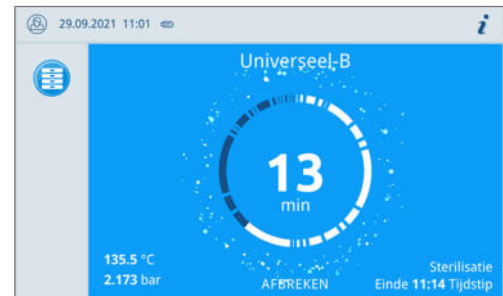 29.09.2021 11:01
i
Universeel-B
13
min
135.5 °C
2.173 bar
AFBREKEN
Sterilisatie
Einde 11:14 Tijdstip